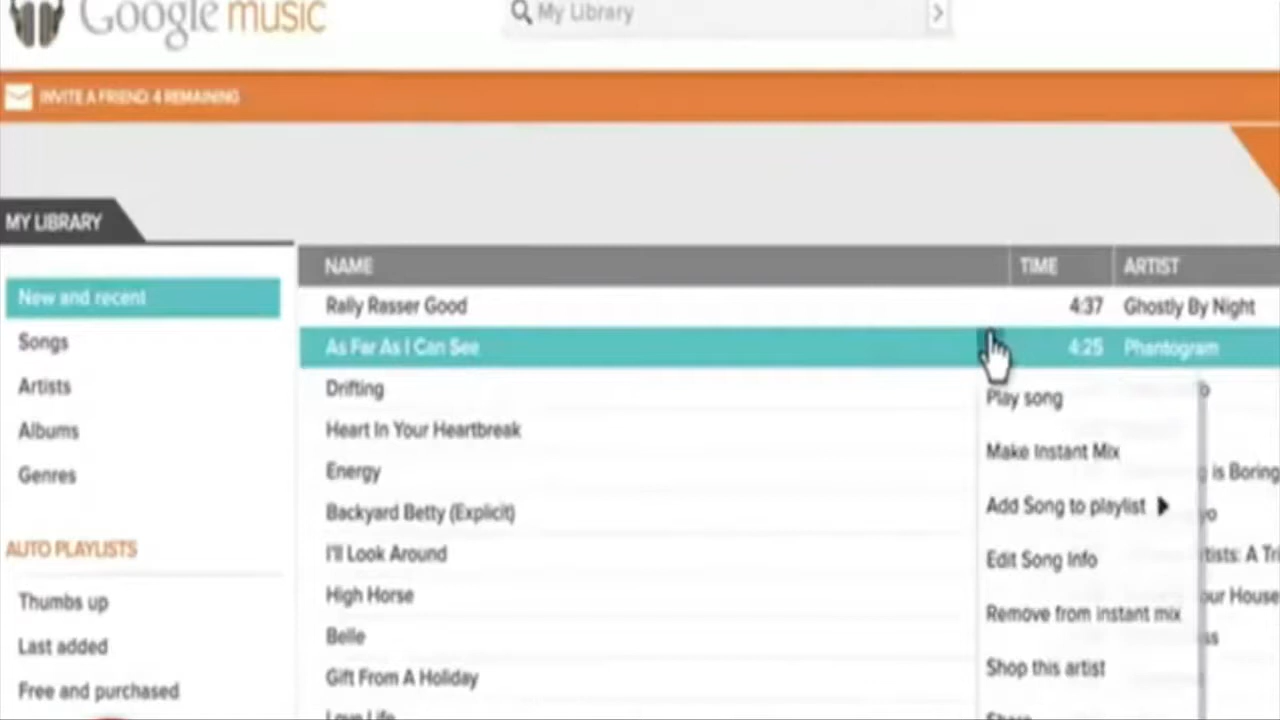 Google music
My Library
INVITE A FRIEND: 4 REMAINING
MY LIBRARY
NAME TIME ARTIST
New and recent
Rally Rasser Good 4:37 Ghostly By Night
Songs
As Far As I Can See 4:25 Phantogram
Artists
Drifting
Play song
Albums
Heart In Your Heartbreak
Make Instant Mix
Genres
Energy
is Boring
Backyard Betty (Explicit)
Add Song to playlist
AUTO PLAYLISTS
I'll Look Around
Edit Song Info
Thumbs up
High Horse
Remove from instant mix
House
Last added
Belle
Free and purchased
Gift From A Holiday
Shop this artist
Love Life
Share